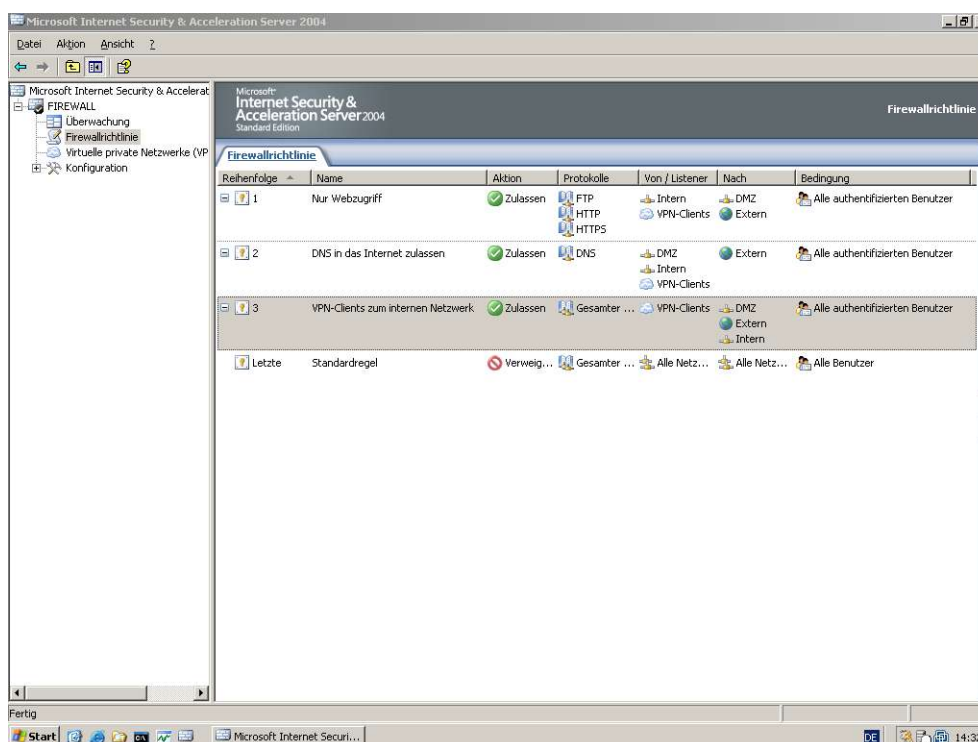 Microsoft Internet Security & Acceleration Server 2004
Datei Aktion Ansicht ?
Microsoft Internet Security & Accelerat
FIREWALL
Überwachung
Firewallrichtlinie
Virtuelle private Netzwerke (VP
Konfiguration
Microsoft
Internet Security &
Acceleration Server 2004
Standard Edition
Firewallrichtlinie
Firewallrichtlinie
Reihenfolge Name Aktion Protokolle Von / Listener Nach Bedingung
1 Nur Webzugriff Zulassen FTP Intern DMZ Alle authentifizierten Benutzer
HTTP VPN-Clients Extern
HTTPS
2 DNS in das Internet zulassen Zulassen DNS DMZ Extern Alle authentifizierten Benutzer
Intern
VPN-Clients
3 VPN-Clients zum internen Netzwerk Zulassen Gesamter ... VPN-Clients DMZ Alle authentifizierten Benutzer
Extern
Intern
Letzte Standardregel Verweig... Gesamter ... Alle Netz... Alle Netz... Alle Benutzer
Fertig
Start Microsoft Internet Securi... DE